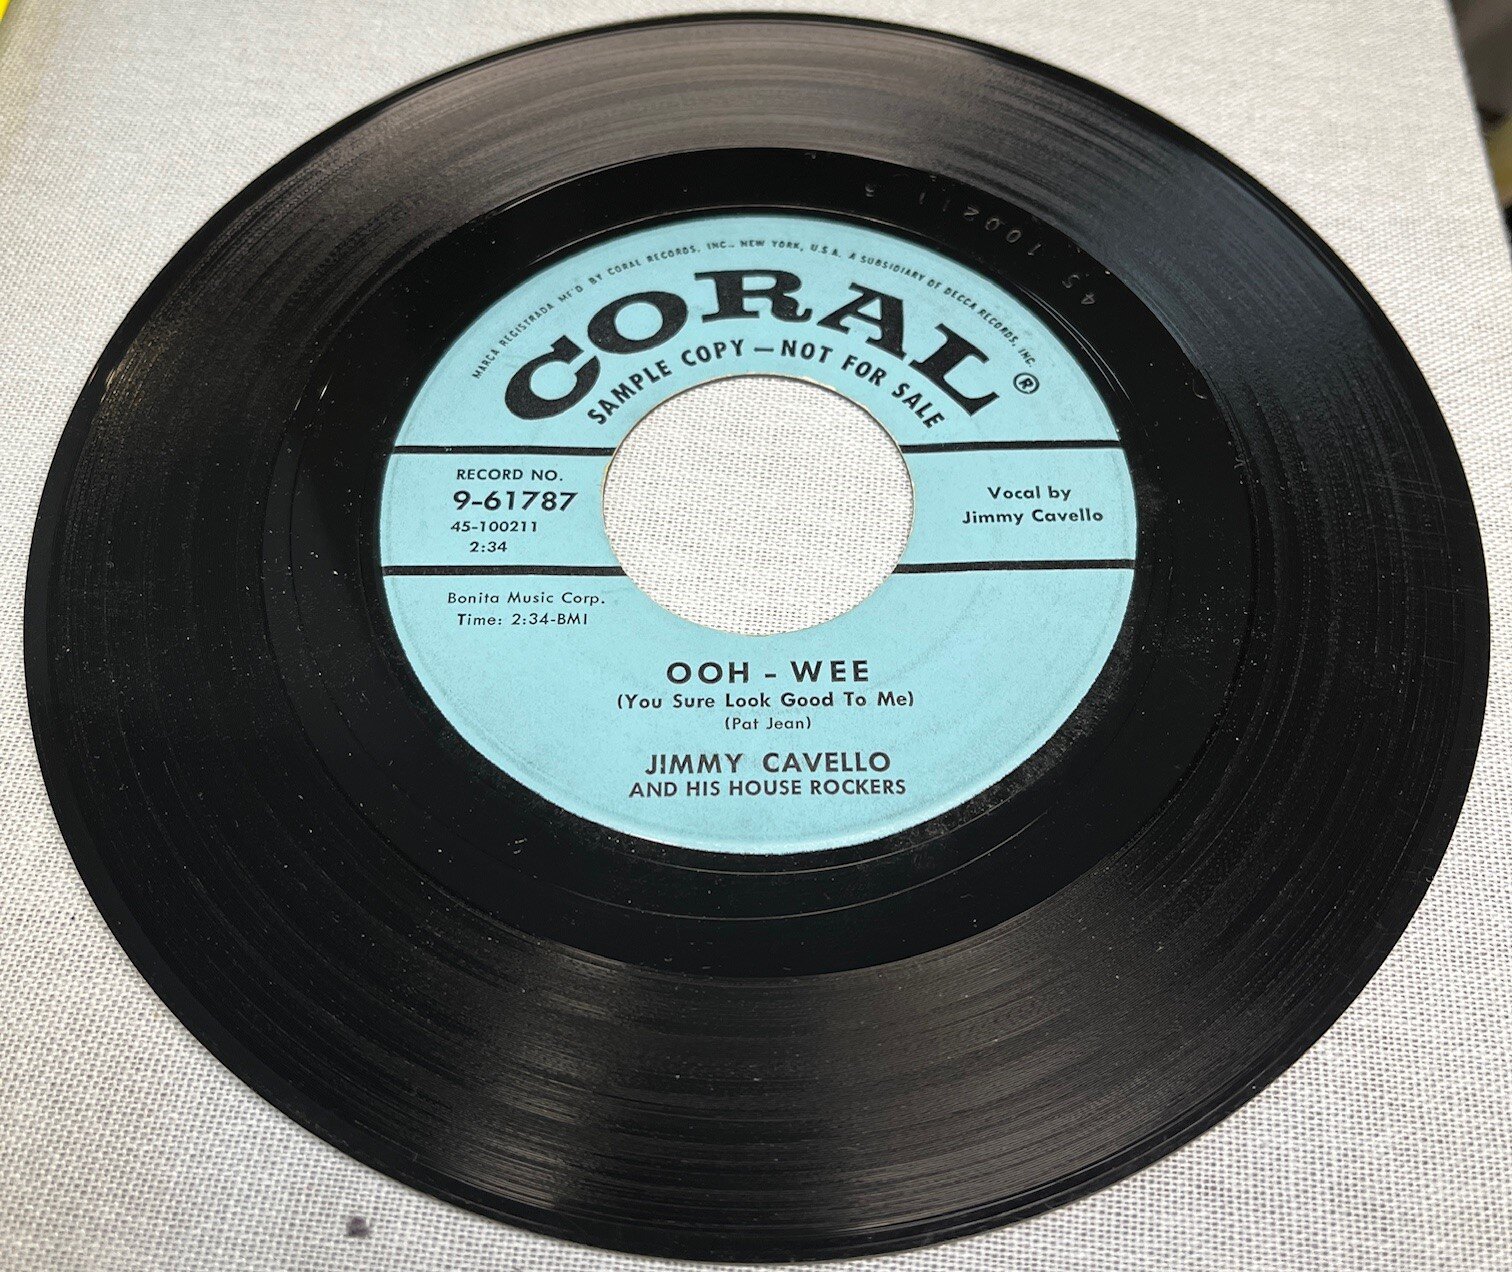 MARCA REGISTRADA MF'D BY CORAL RECORDS, INC., NEW YORK, U.S.A. A SUBSIDIARY OF DECCA RECORDS, INC.
CORAL ®
SAMPLE COPY — NOT FOR SALE
RECORD NO.
9-61787
45-100211
2:34
Vocal by
Jimmy Cavello
Bonita Music Corp.
Time: 2:34-BMI
OOH - WEE
(You Sure Look Good To Me)
(Pat Jean)
JIMMY CAVELLO
AND HIS HOUSE ROCKERS
45 100211